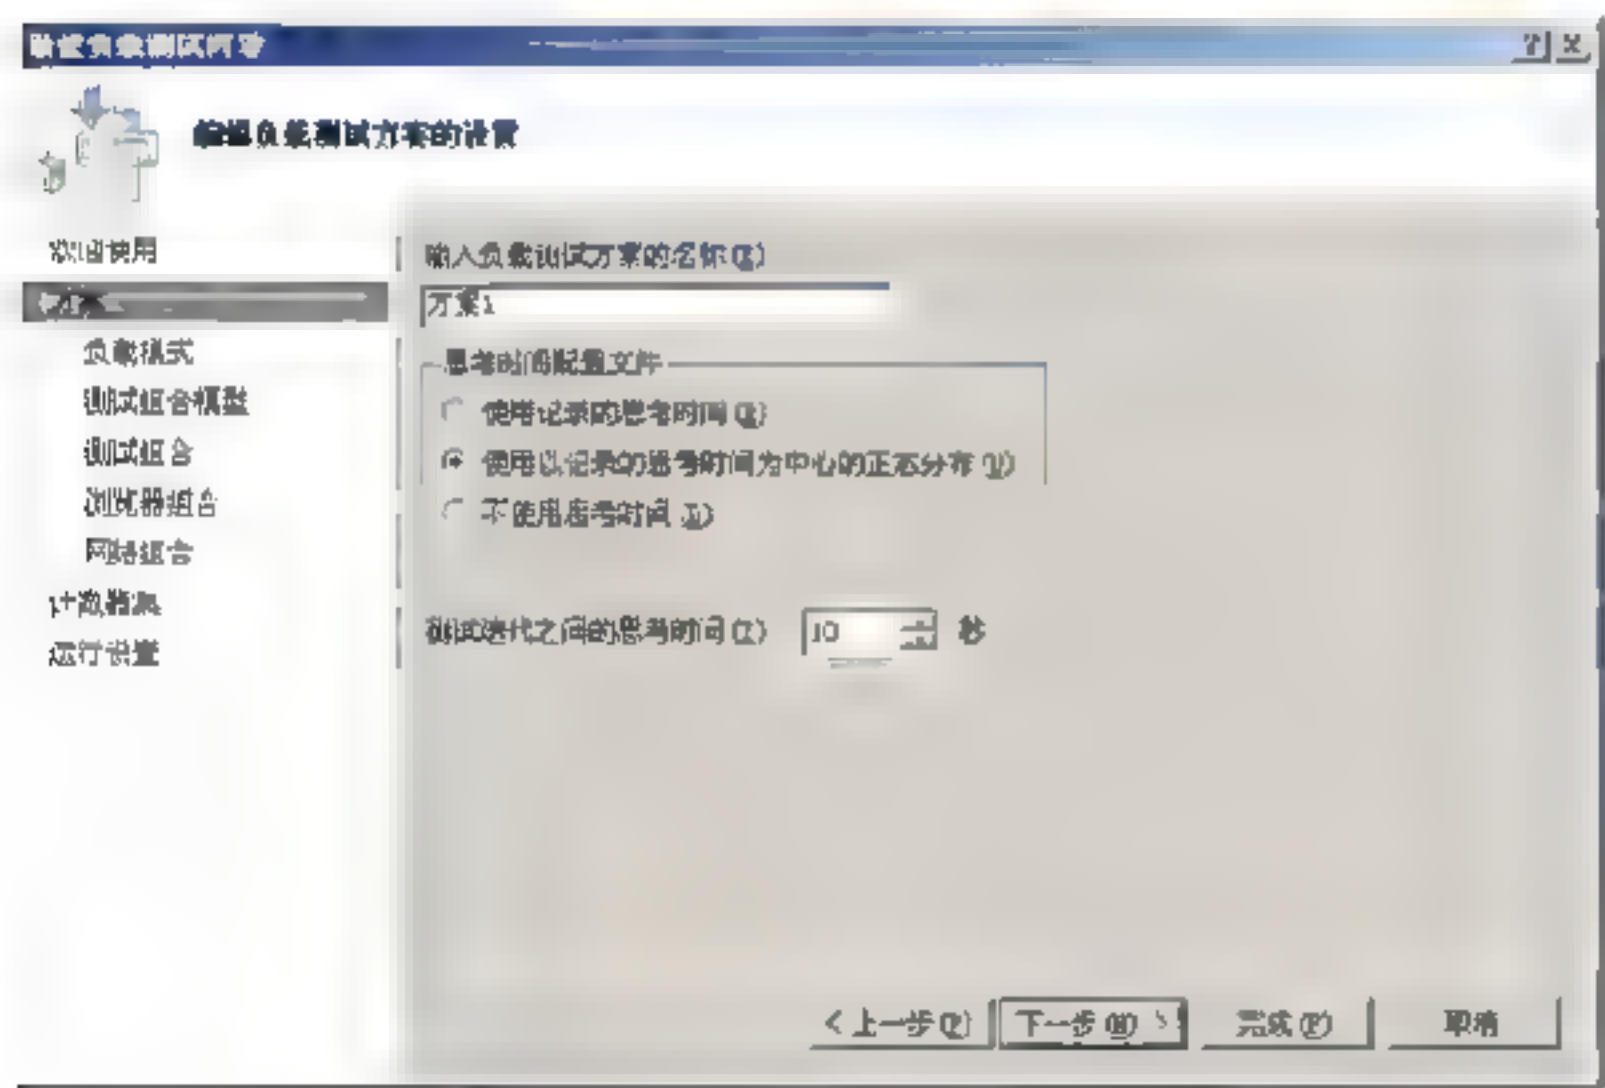 新建负载测试向导
编辑负载测试方案的设置
欢迎使用
方案
负载模式
测试组合模型
测试组合
浏览器组合
网络组合
计数器集
运行设置
输入负载测试方案的名称(E)
方案1
思考时间配置文件
使用记录的思考时间(R)
使用以记录的思考时间为中心的正态分布(U)
不使用思考时间(N)
测试迭代之间的思考时间(T) 10 秒
< 上一步(P) 下一步(N) > 完成(F) 取消